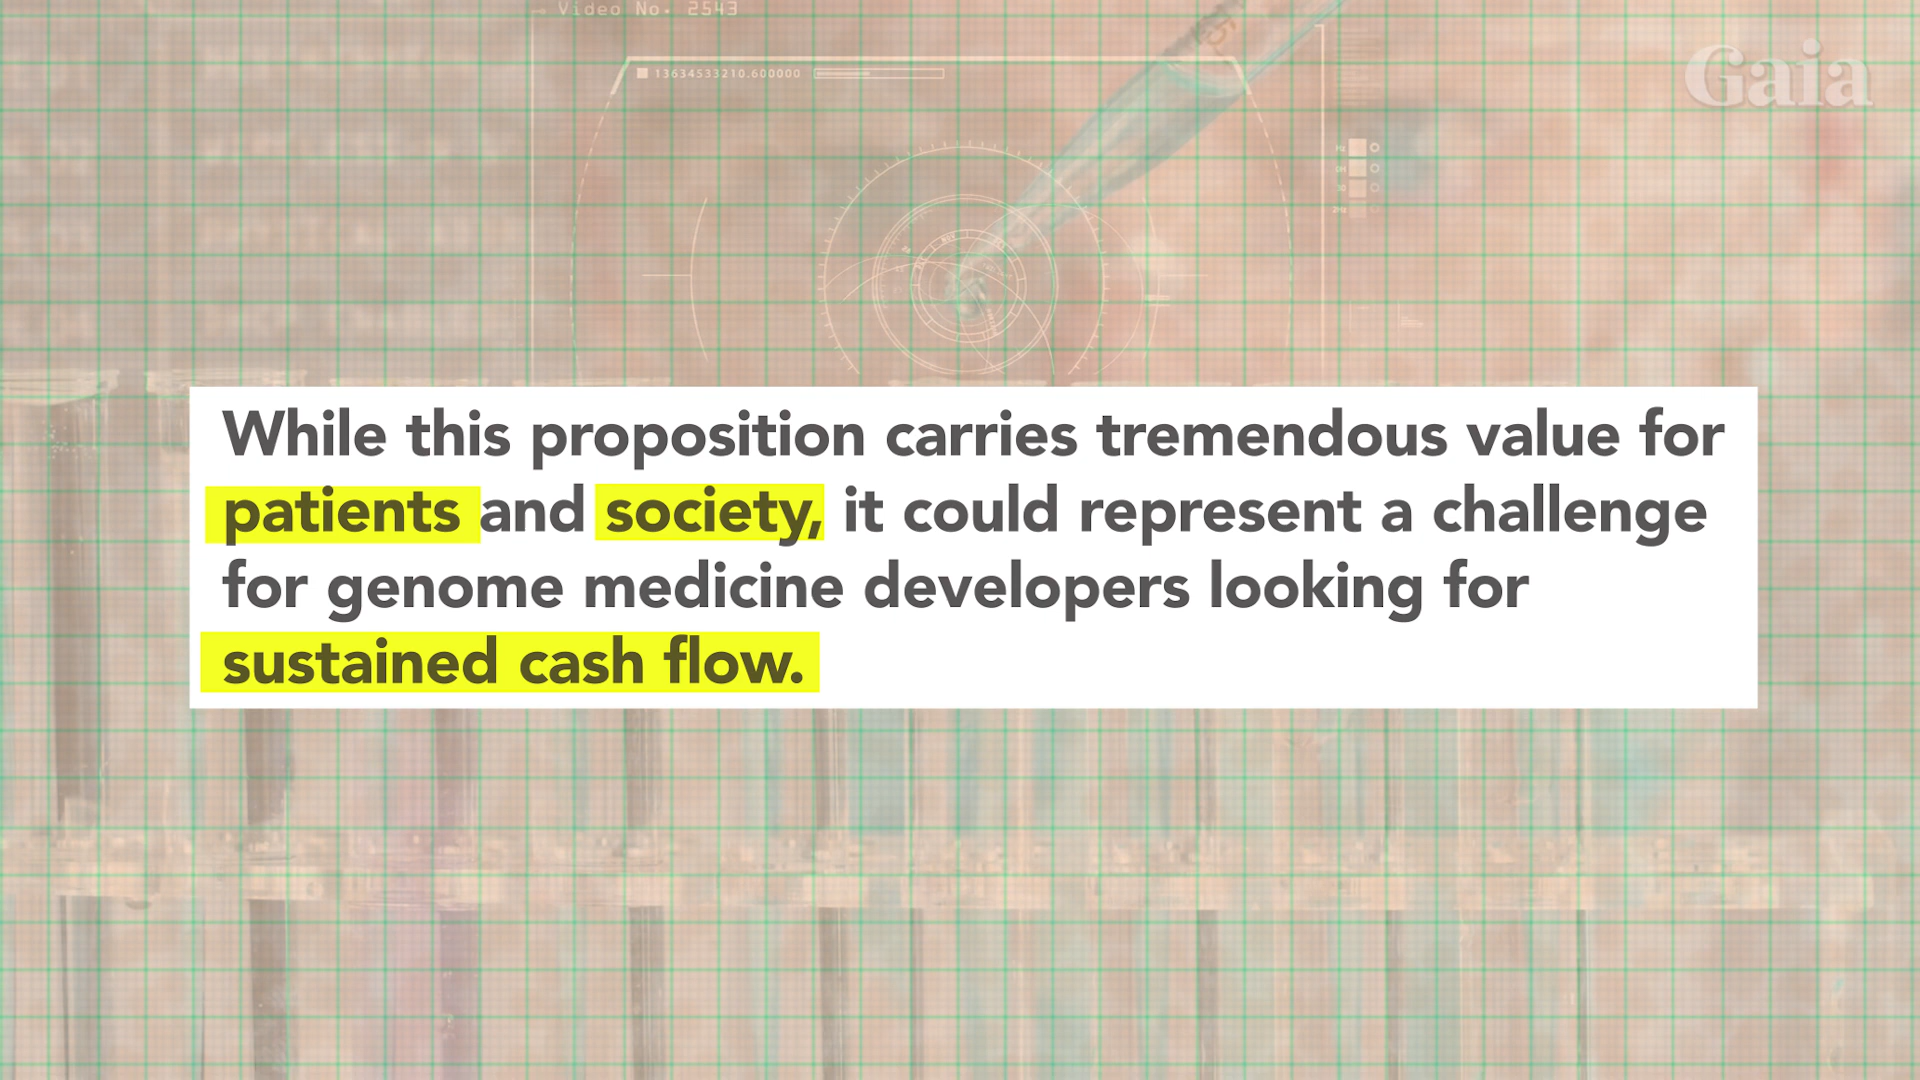 Video No. 2543
13634533210.600000
Gaia
While this proposition carries tremendous value for
patients and society, it could represent a challenge
for genome medicine developers looking for
sustained cash flow.